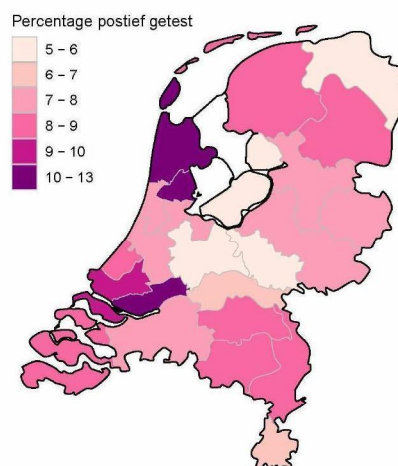 Percentage postief getest
5 – 6
6 – 7
7 – 8
8 – 9
9 – 10
10 – 13